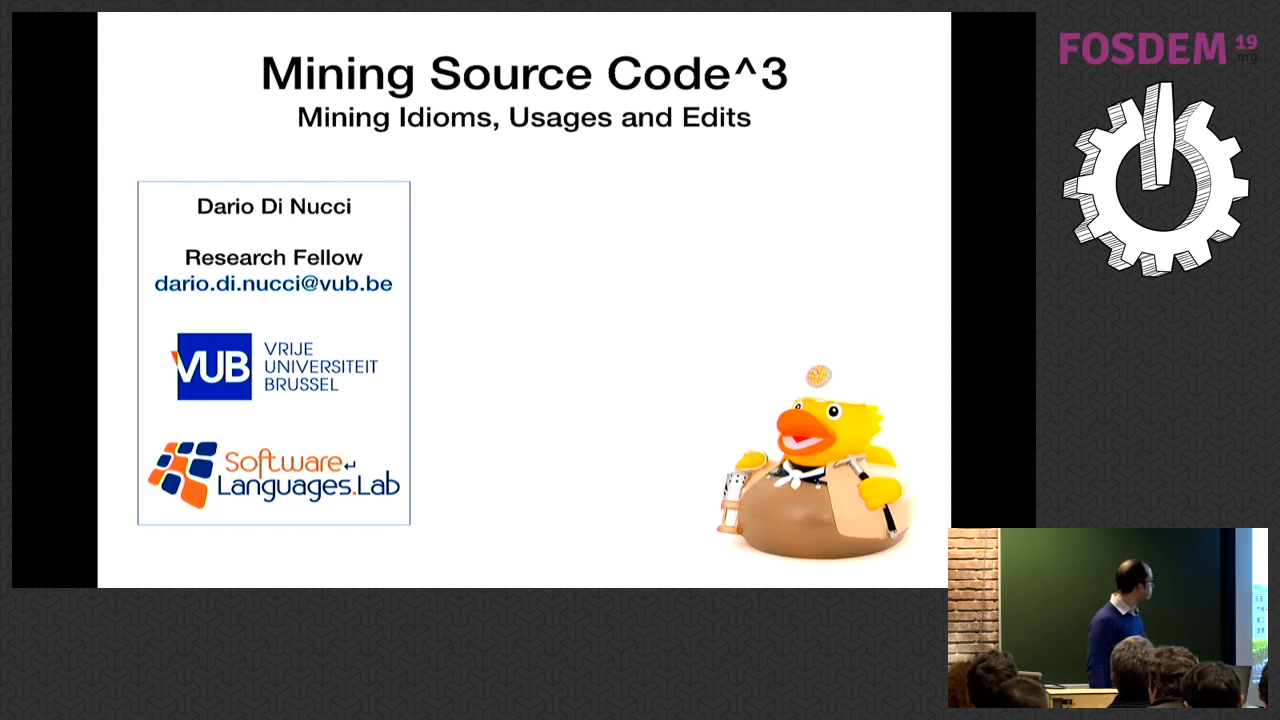 Mining Source Code^3
Mining Idioms, Usages and Edits
Dario Di Nucci
Research Fellow
dario.di.nucci@vub.be
VUB
VRIJE
UNIVERSITEIT
BRUSSEL
Software
Languages.Lab
FOSDEM 19
.org